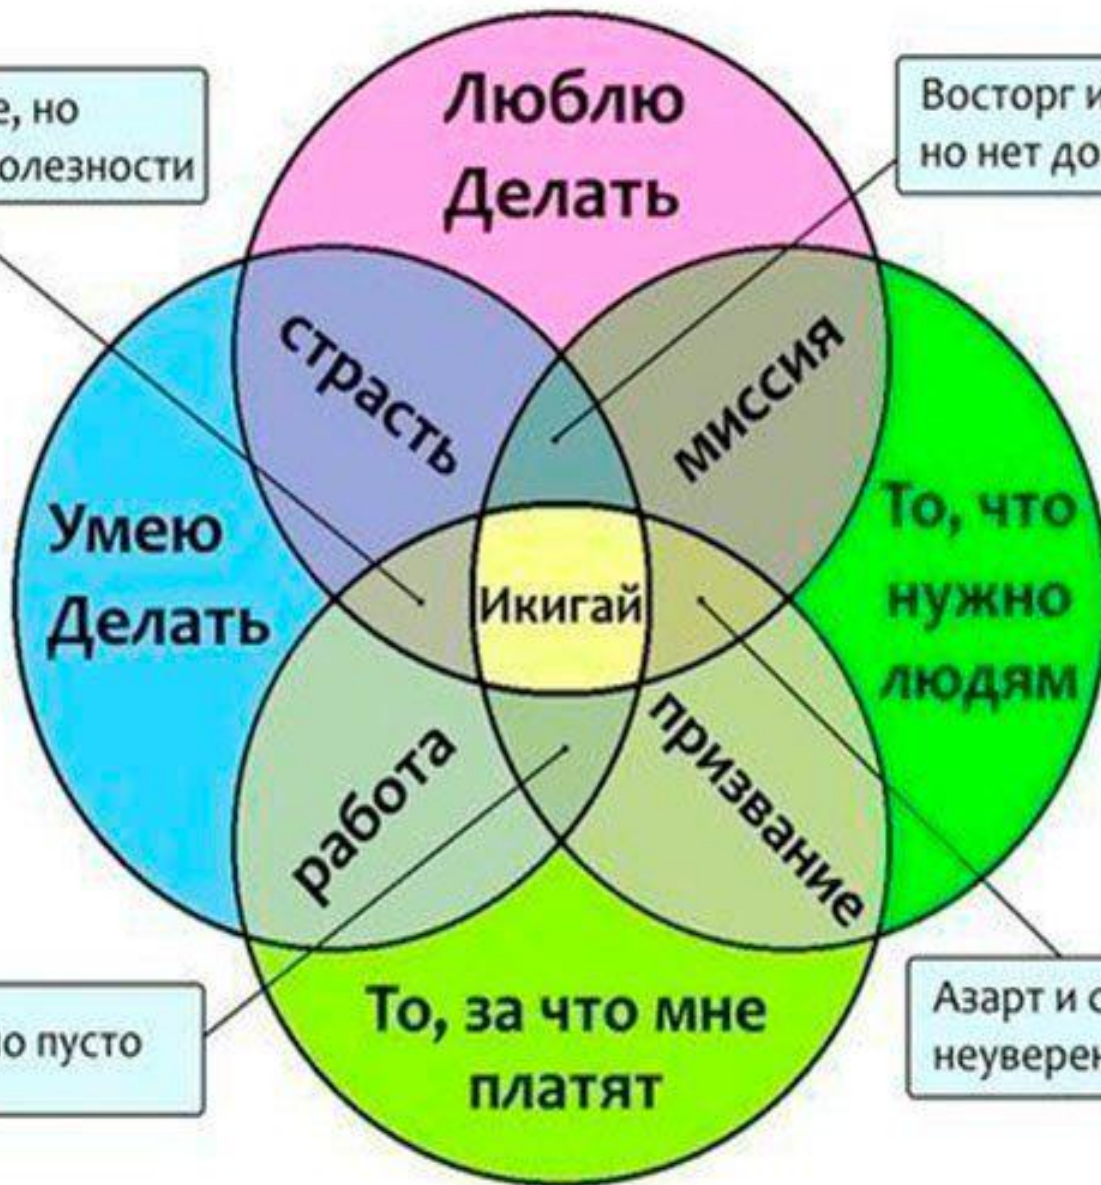 Люблю
Делать
е, но
олезности
Восторг и
но нет до
страсть
миссия
Умею
Делать
То, что
нужно
людям
Икигай
работа
призвание
То, за что мне
платят
но пусто
Азарт и с
неуверен